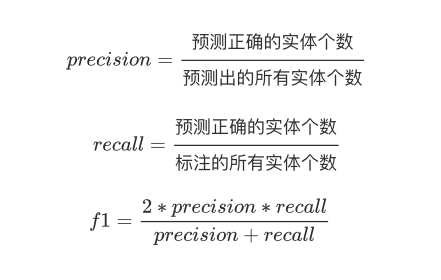 precision = 预测正确的实体个数 / 预测出的所有实体个数
recall = 预测正确的实体个数 / 标注的所有实体个数
f1 = 2 * precision * recall / precision + recall